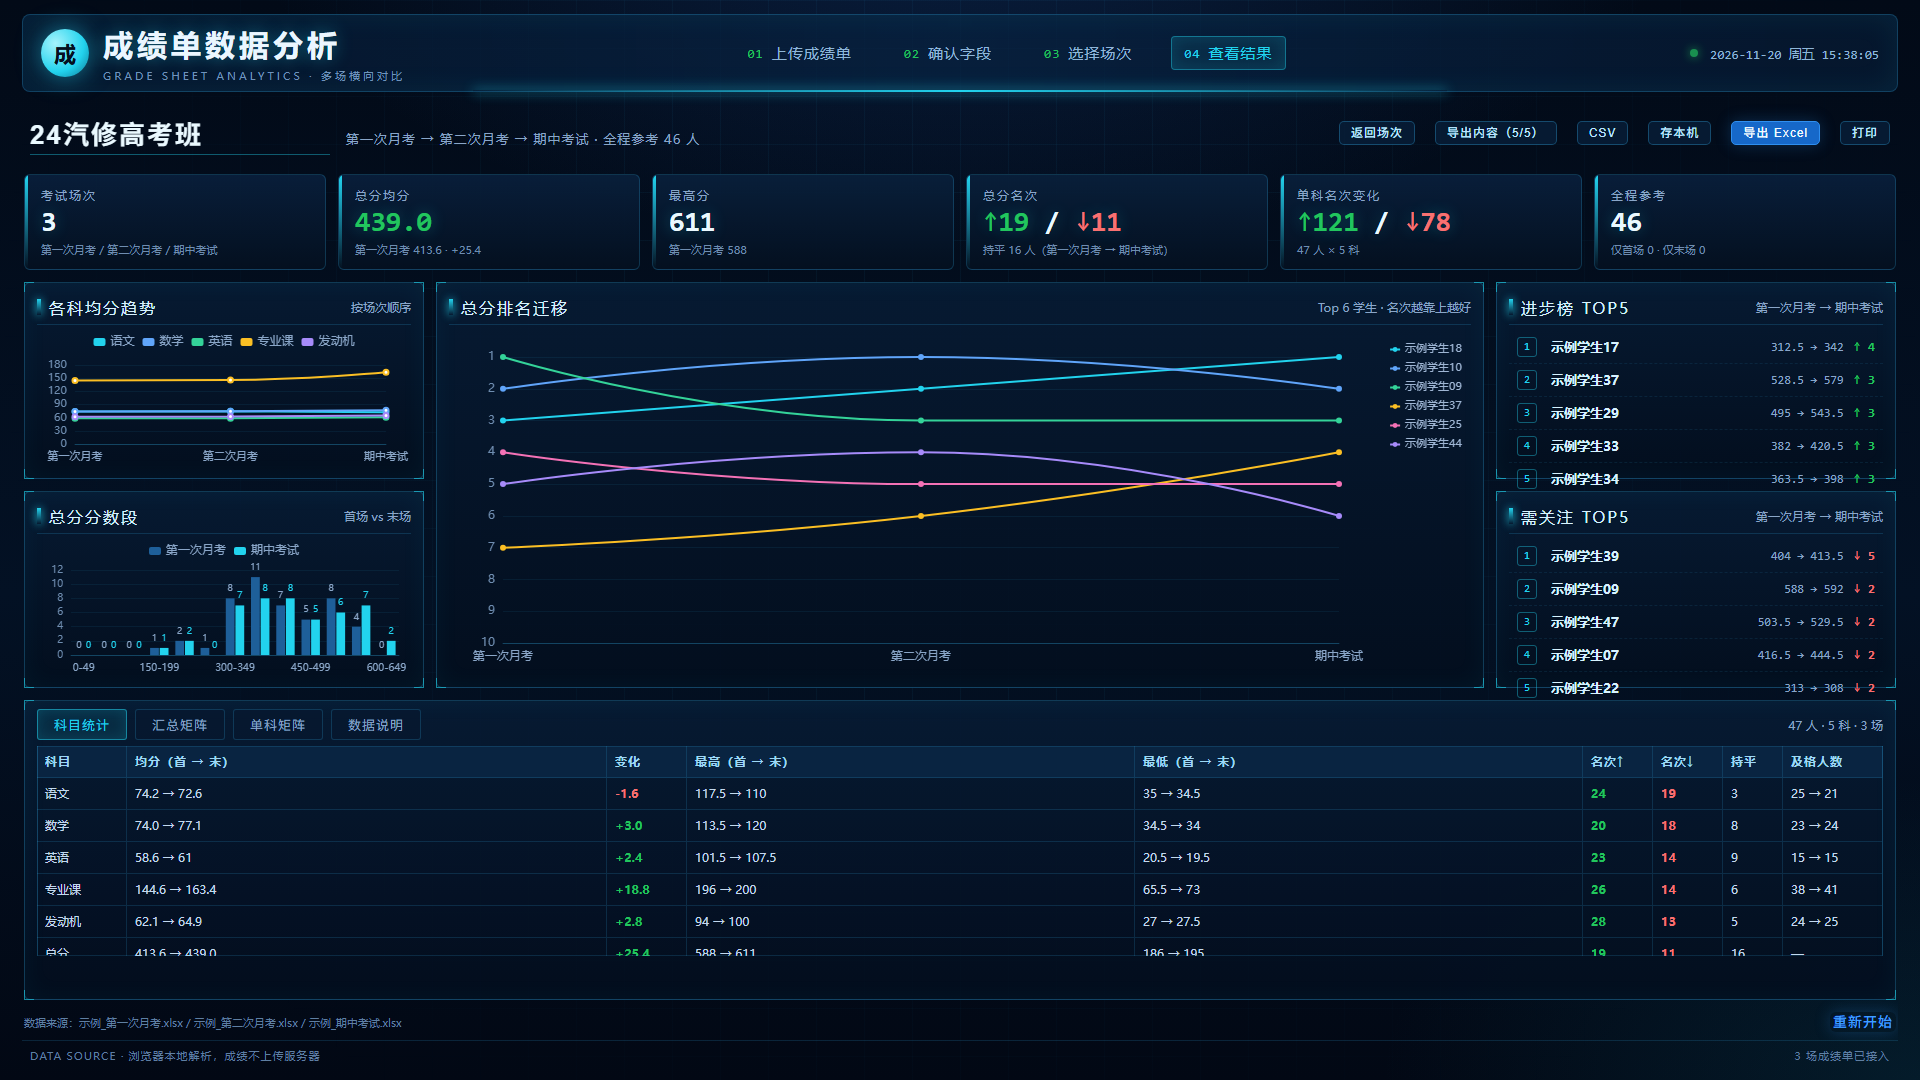 成
成绩单数据分析
GRADE SHEET ANALYTICS · 多场横向对比
01 上传成绩单
02 确认字段
03 选择场次
04 查看结果
2026-11-20 周五 15:38:05
24汽修高考班
第一次月考 → 第二次月考 → 期中考试 · 全程参考 46 人
返回场次
导出内容（5/5）
CSV
存本机
导出 Excel
打印
考试场次
3
第一次月考 / 第二次月考 / 期中考试
总分均分
439.0
第一次月考 413.6 · +25.4
最高分
611
第一次月考 588
总分名次
↑19 / ↓11
持平 16 人（第一次月考 → 期中考试）
单科名次变化
↑121 / ↓78
47 人 × 5 科
全程参考
46
仅首场 0 · 仅末场 0
各科均分趋势
按场次顺序
语文 数学 英语 专业课 发动机
180
150
120
90
60
30
0
第一次月考 第二次月考 期中考试
总分分数段
首场 vs 末场
第一次月考 期中考试
12
10
8
6
4
2
0
0 0 0 0 0 0 1 1 2 2 1 0 8 7 11 8 7 8 5 5 8 6 4 7 0 2
0-49 150-199 300-349 450-499 600-649
总分排名迁移
Top 6 学生 · 名次越靠上越好
1
2
3
4
5
6
7
8
9
10
第一次月考 第二次月考 期中考试
示例学生18
示例学生10
示例学生09
示例学生37
示例学生25
示例学生44
进步榜 TOP5
第一次月考 → 期中考试
1 示例学生17 312.5 → 342 ↑ 4
2 示例学生37 528.5 → 579 ↑ 3
3 示例学生29 495 → 543.5 ↑ 3
4 示例学生33 382 → 420.5 ↑ 3
5 示例学生34 363.5 → 398 ↑ 3
需关注 TOP5
第一次月考 → 期中考试
1 示例学生39 404 → 413.5 ↓ 5
2 示例学生09 588 → 592 ↓ 2
3 示例学生47 503.5 → 529.5 ↓ 2
4 示例学生07 416.5 → 444.5 ↓ 2
5 示例学生22 313 → 308 ↓ 2
科目统计
汇总矩阵
单科矩阵
数据说明
47 人 · 5 科 · 3 场
科目 均分（首 → 末） 变化 最高（首 → 末） 最低（首 → 末） 名次↑ 名次↓ 持平 及格人数
语文 74.2 → 72.6 -1.6 117.5 → 110 35 → 34.5 24 19 3 25 → 21
数学 74.0 → 77.1 +3.0 113.5 → 120 34.5 → 34 20 18 8 23 → 24
英语 58.6 → 61 +2.4 101.5 → 107.5 20.5 → 19.5 23 14 9 15 → 15
专业课 144.6 → 163.4 +18.8 196 → 200 65.5 → 73 26 14 6 38 → 41
发动机 62.1 → 64.9 +2.8 94 → 100 27 → 27.5 28 13 5 24 → 25
总分 413.6 → 439.0 +25.4 588 → 611 186 → 195 19 11 16 —
数据来源：示例_第一次月考.xlsx / 示例_第二次月考.xlsx / 示例_期中考试.xlsx
重新开始
DATA SOURCE · 浏览器本地解析，成绩不上传服务器
3 场成绩单已接入